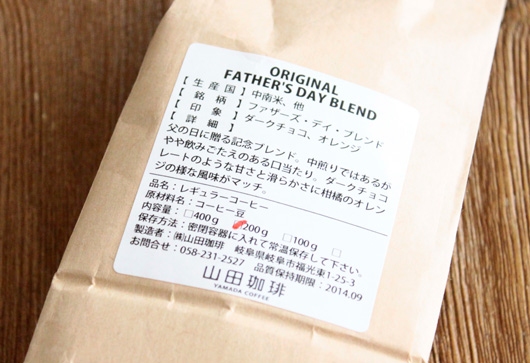 ORIGINAL
FATHER'S DAY BLEND
【生産国】中南米、他
【銘柄】ファザーズ・デイ・ブレンド
【印象】ダークチョコ、オレンジ
【詳細】
父の日に贈る記念ブレンド。中煎りではあるが
やや飲みごたえのある口当たり。ダークチョコ
レートのような甘さと滑らかさに柑橘のオレン
ジの様な風味がマッチ。
品名：レギュラーコーヒー
原材料名：コーヒー豆
内容量：□400g □200g □100g □
保存方法：密閉容器に入れて常温保存して下さい。
製造者：㈱山田珈琲 岐阜県岐阜市福光東1-25-3
お問合せ：058-231-2527 品質保持期限：2014.09
山田珈琲
YAMADA COFFEE